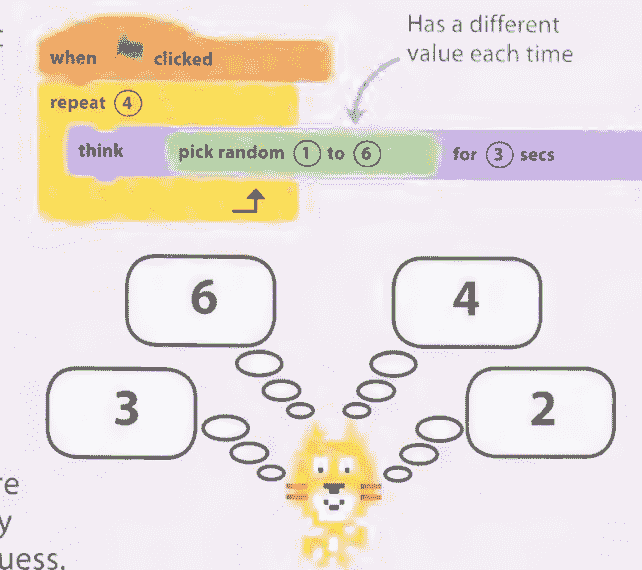 Has a different
value each time
when clicked
repeat 4
think pick random 1 to 6 for 3 secs
6 4
3 2
re
y
uess.